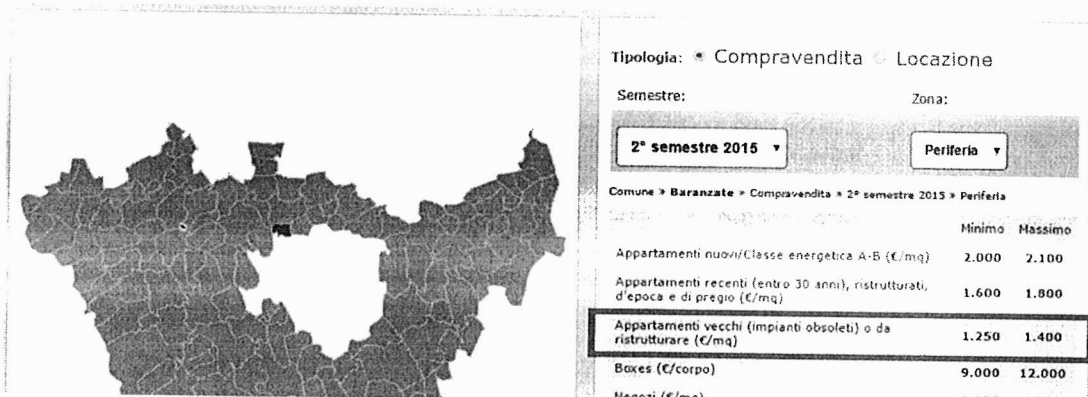 Tipologia: Compravendita Locazione
Semestre: Zona:
2° semestre 2015 Periferia
Comune » Baranzate » Compravendita » 2° semestre 2015 » Periferia
Minimo Massimo
Appartamenti nuovi/Classe energetica A-B (€/mq) 2.000 2.100
Appartamenti recenti (entro 30 anni), ristrutturati,
d'epoca e di pregio (€/mq) 1.600 1.800
Appartamenti vecchi (impianti obsoleti) o da
ristrutturare (€/mq) 1.250 1.400
Boxes (€/corpo) 9.000 12.000
Negozi (€/mq)